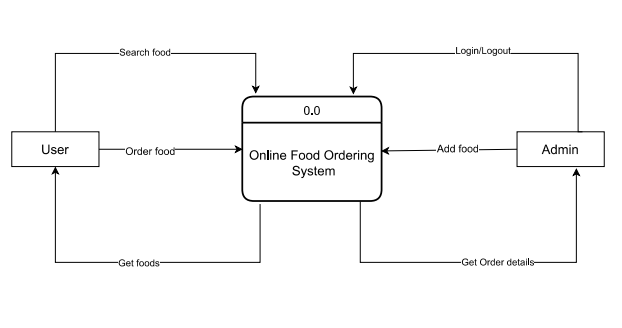 Search food
Login/Logout
0.0
User
Order food
Online Food Ordering
System
Add food
Admin
Get foods
Get Order details